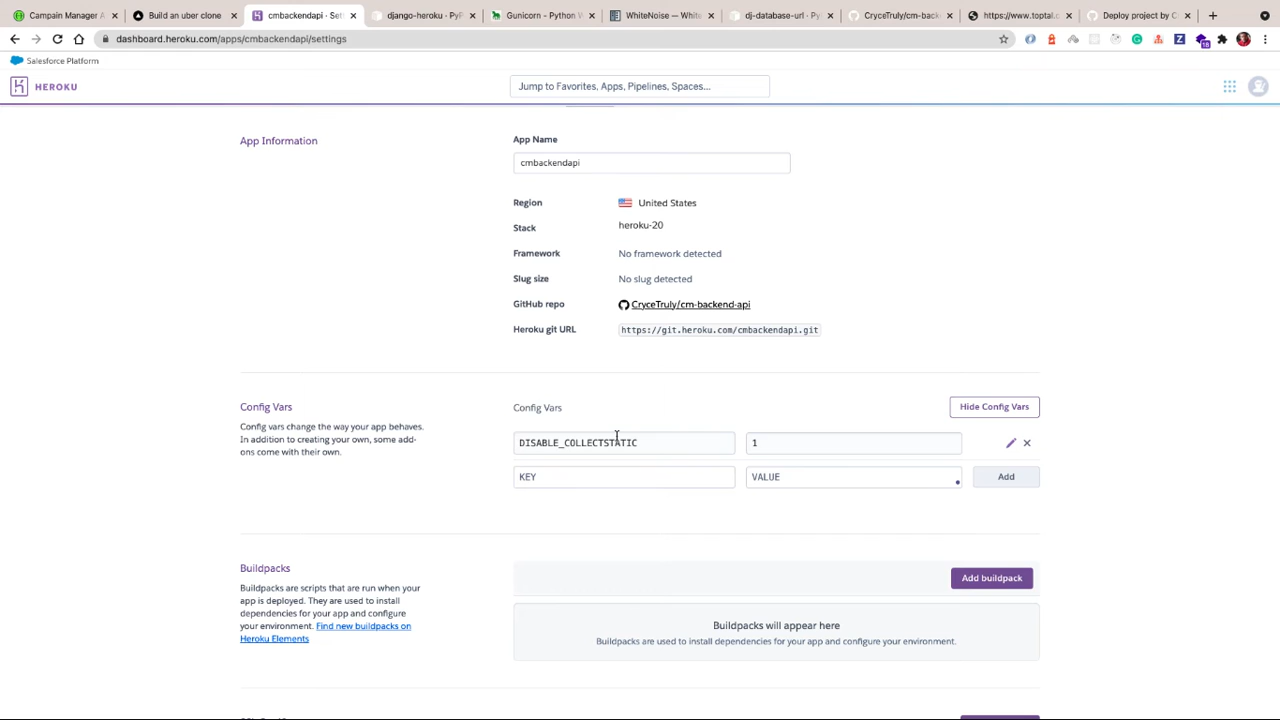 Campain Manager A
Build an uber clone
cmbackendapi · Sett
django-heroku · PyP
Gunicorn - Python W
WhiteNoise — White
dj-database-url · Py
CryceTruly/cm-back
https://www.toptal.c
Deploy project by C
dashboard.heroku.com/apps/cmbackendapi/settings
18
Salesforce Platform
HEROKU
Jump to Favorites, Apps, Pipelines, Spaces...
App Information
App Name
cmbackendapi
Region
United States
Stack
heroku-20
Framework
No framework detected
Slug size
No slug detected
GitHub repo
CryceTruly/cm-backend-api
Heroku git URL
https://git.heroku.com/cmbackendapi.git
Config Vars
Config vars change the way your app behaves.
In addition to creating your own, some add-
ons come with their own.
Config Vars
Hide Config Vars
DISABLE_COLLECTSTATIC
1
KEY
VALUE
Add
Buildpacks
Buildpacks are scripts that are run when your
app is deployed. They are used to install
dependencies for your app and configure
your environment. Find new buildpacks on
Heroku Elements
Add buildpack
Buildpacks will appear here
Buildpacks are used to install dependencies for your app and configure your environment.